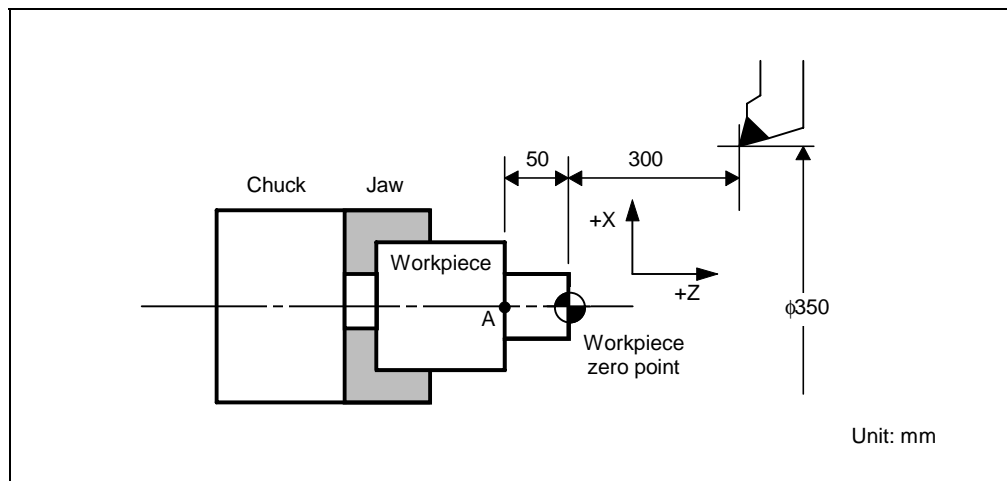 50
300
Chuck
Jaw
+X
Workpiece
+Z
ϕ350
A
Workpiece
zero point
Unit: mm